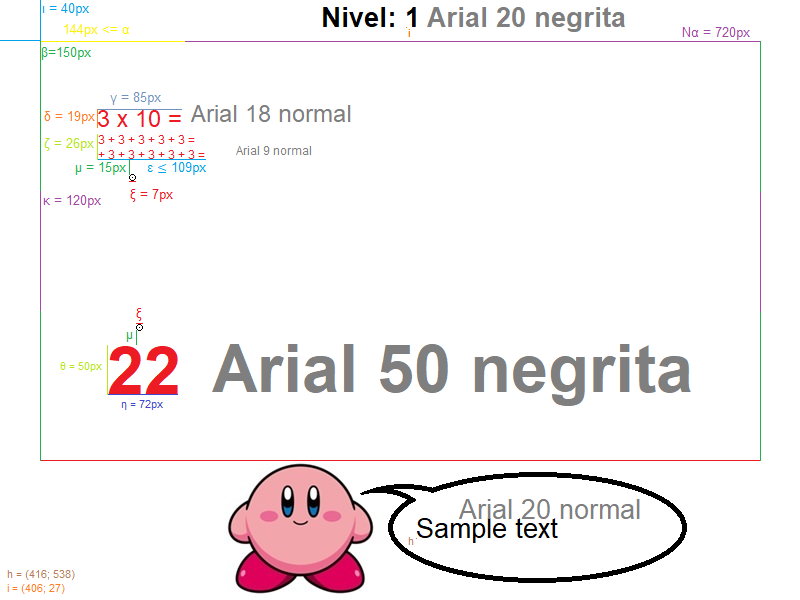 ι = 40px
Nivel: 1 Arial 20 negrita
144px <= α
i
Nα = 720px
β=150px
γ = 85px
δ = 19px
3 x 10 = Arial 18 normal
ζ = 26px
3 + 3 + 3 + 3 + 3 =
+ 3 + 3 + 3 + 3 + 3 =
Arial 9 normal
μ = 15px
ε ≤ 109px
ξ = 7px
κ = 120px
ξ
μ
θ = 50px
22 Arial 50 negrita
η = 72px
Arial 20 normal
Sample text
h
h = (416; 538)
i = (406; 27)